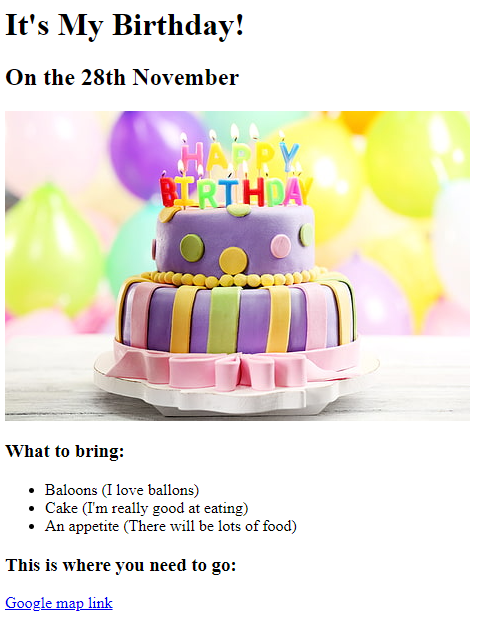 It's My Birthday!
On the 28th November
HAPPY
BIRTHDAY
What to bring:
Baloons (I love ballons)
Cake (I'm really good at eating)
An appetite (There will be lots of food)
This is where you need to go:
Google map link